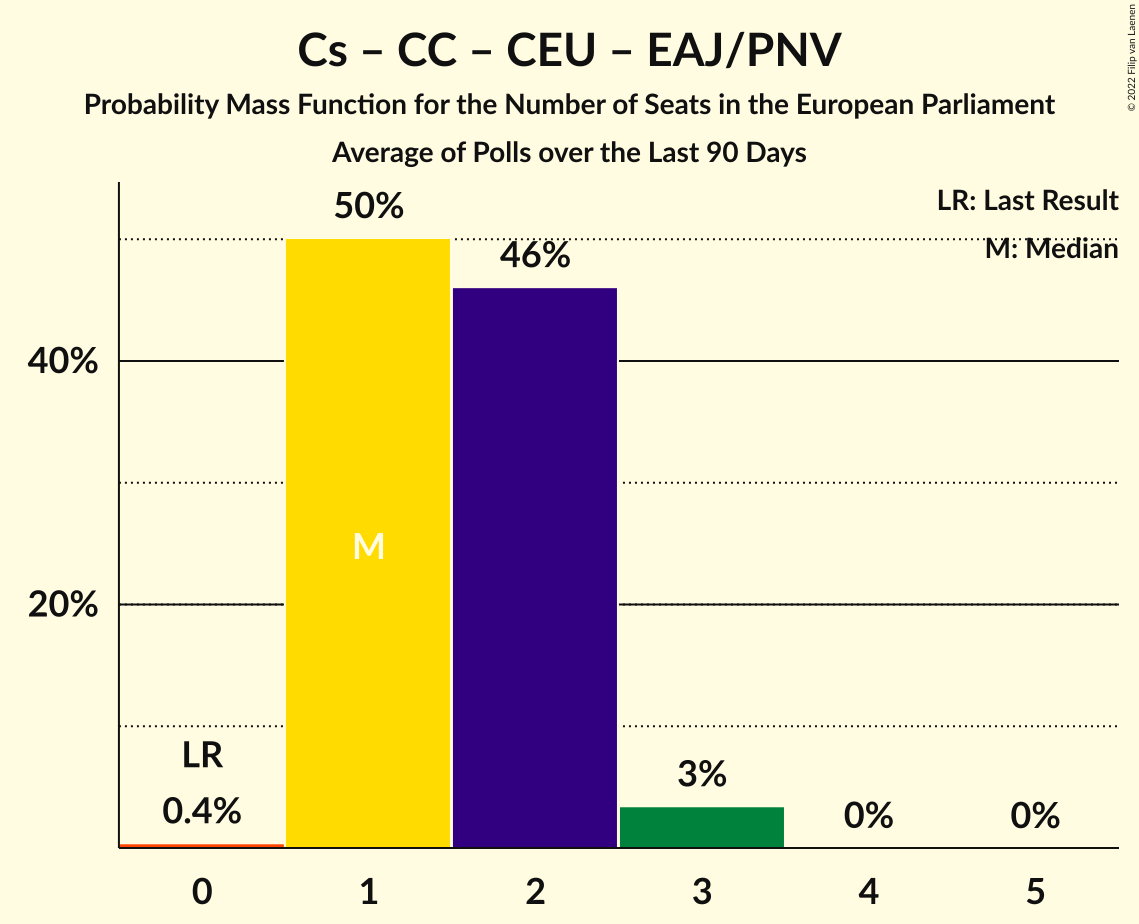 Cs – CC – CEU – EAJ/PNV
Probability Mass Function for the Number of Seats in the European Parliament
Average of Polls over the Last 90 Days
© 2022 Filip van Laenen
LR: Last Result
M: Median
50%
46%
40%
M
20%
LR
0.4%
3%
0%
0%
0
1
2
3
4
5